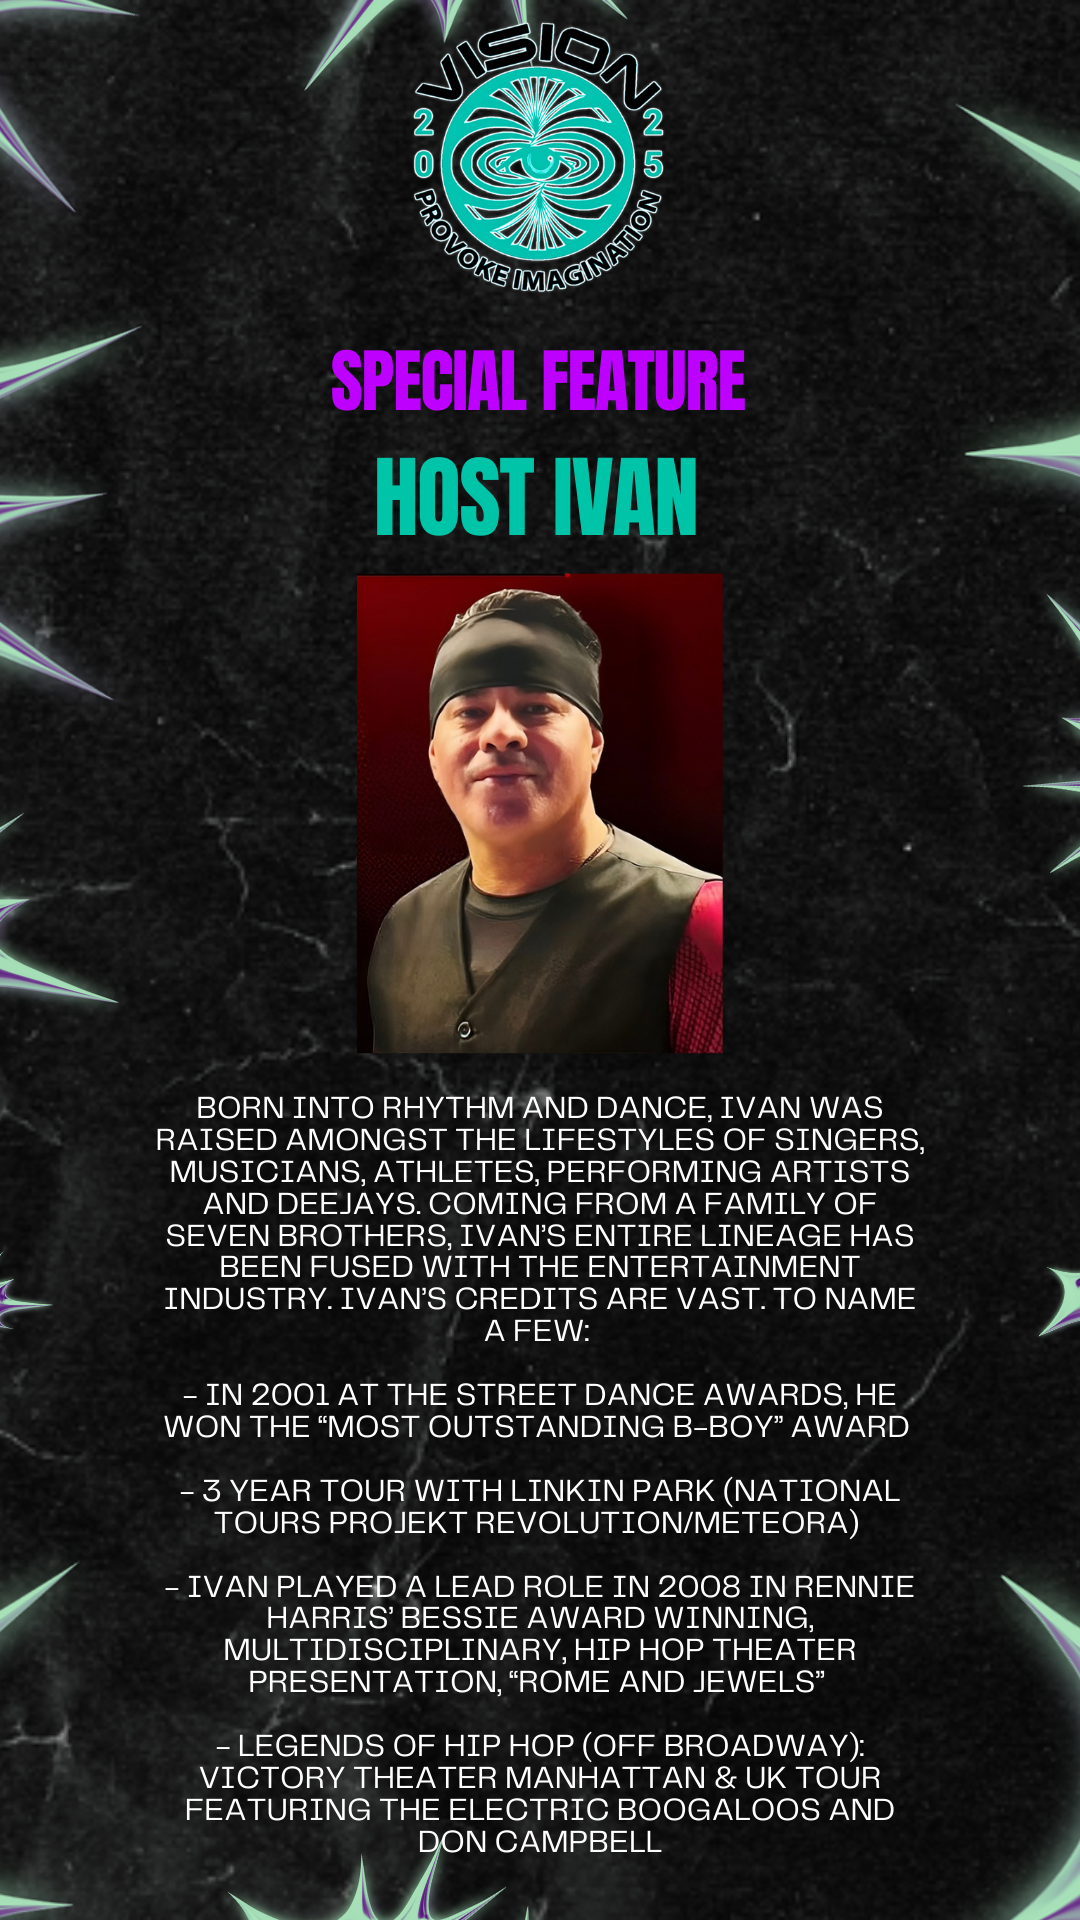 VISION
20
25
PROVOKE IMAGINATION
SPECIAL FEATURE
HOST IVAN
BORN INTO RHYTHM AND DANCE, IVAN WAS
RAISED AMONGST THE LIFESTYLES OF SINGERS,
MUSICIANS, ATHLETES, PERFORMING ARTISTS
AND DEEJAYS. COMING FROM A FAMILY OF
SEVEN BROTHERS, IVAN’S ENTIRE LINEAGE HAS
BEEN FUSED WITH THE ENTERTAINMENT
INDUSTRY. IVAN’S CREDITS ARE VAST. TO NAME
A FEW:
– IN 2001 AT THE STREET DANCE AWARDS, HE
WON THE “MOST OUTSTANDING B-BOY” AWARD
– 3 YEAR TOUR WITH LINKIN PARK (NATIONAL
TOURS PROJEKT REVOLUTION/METEORA)
– IVAN PLAYED A LEAD ROLE IN 2008 IN RENNIE
HARRIS’ BESSIE AWARD WINNING,
MULTIDISCIPLINARY, HIP HOP THEATER
PRESENTATION, “ROME AND JEWELS”
– LEGENDS OF HIP HOP (OFF BROADWAY):
VICTORY THEATER MANHATTAN & UK TOUR
FEATURING THE ELECTRIC BOOGALOOS AND
DON CAMPBELL